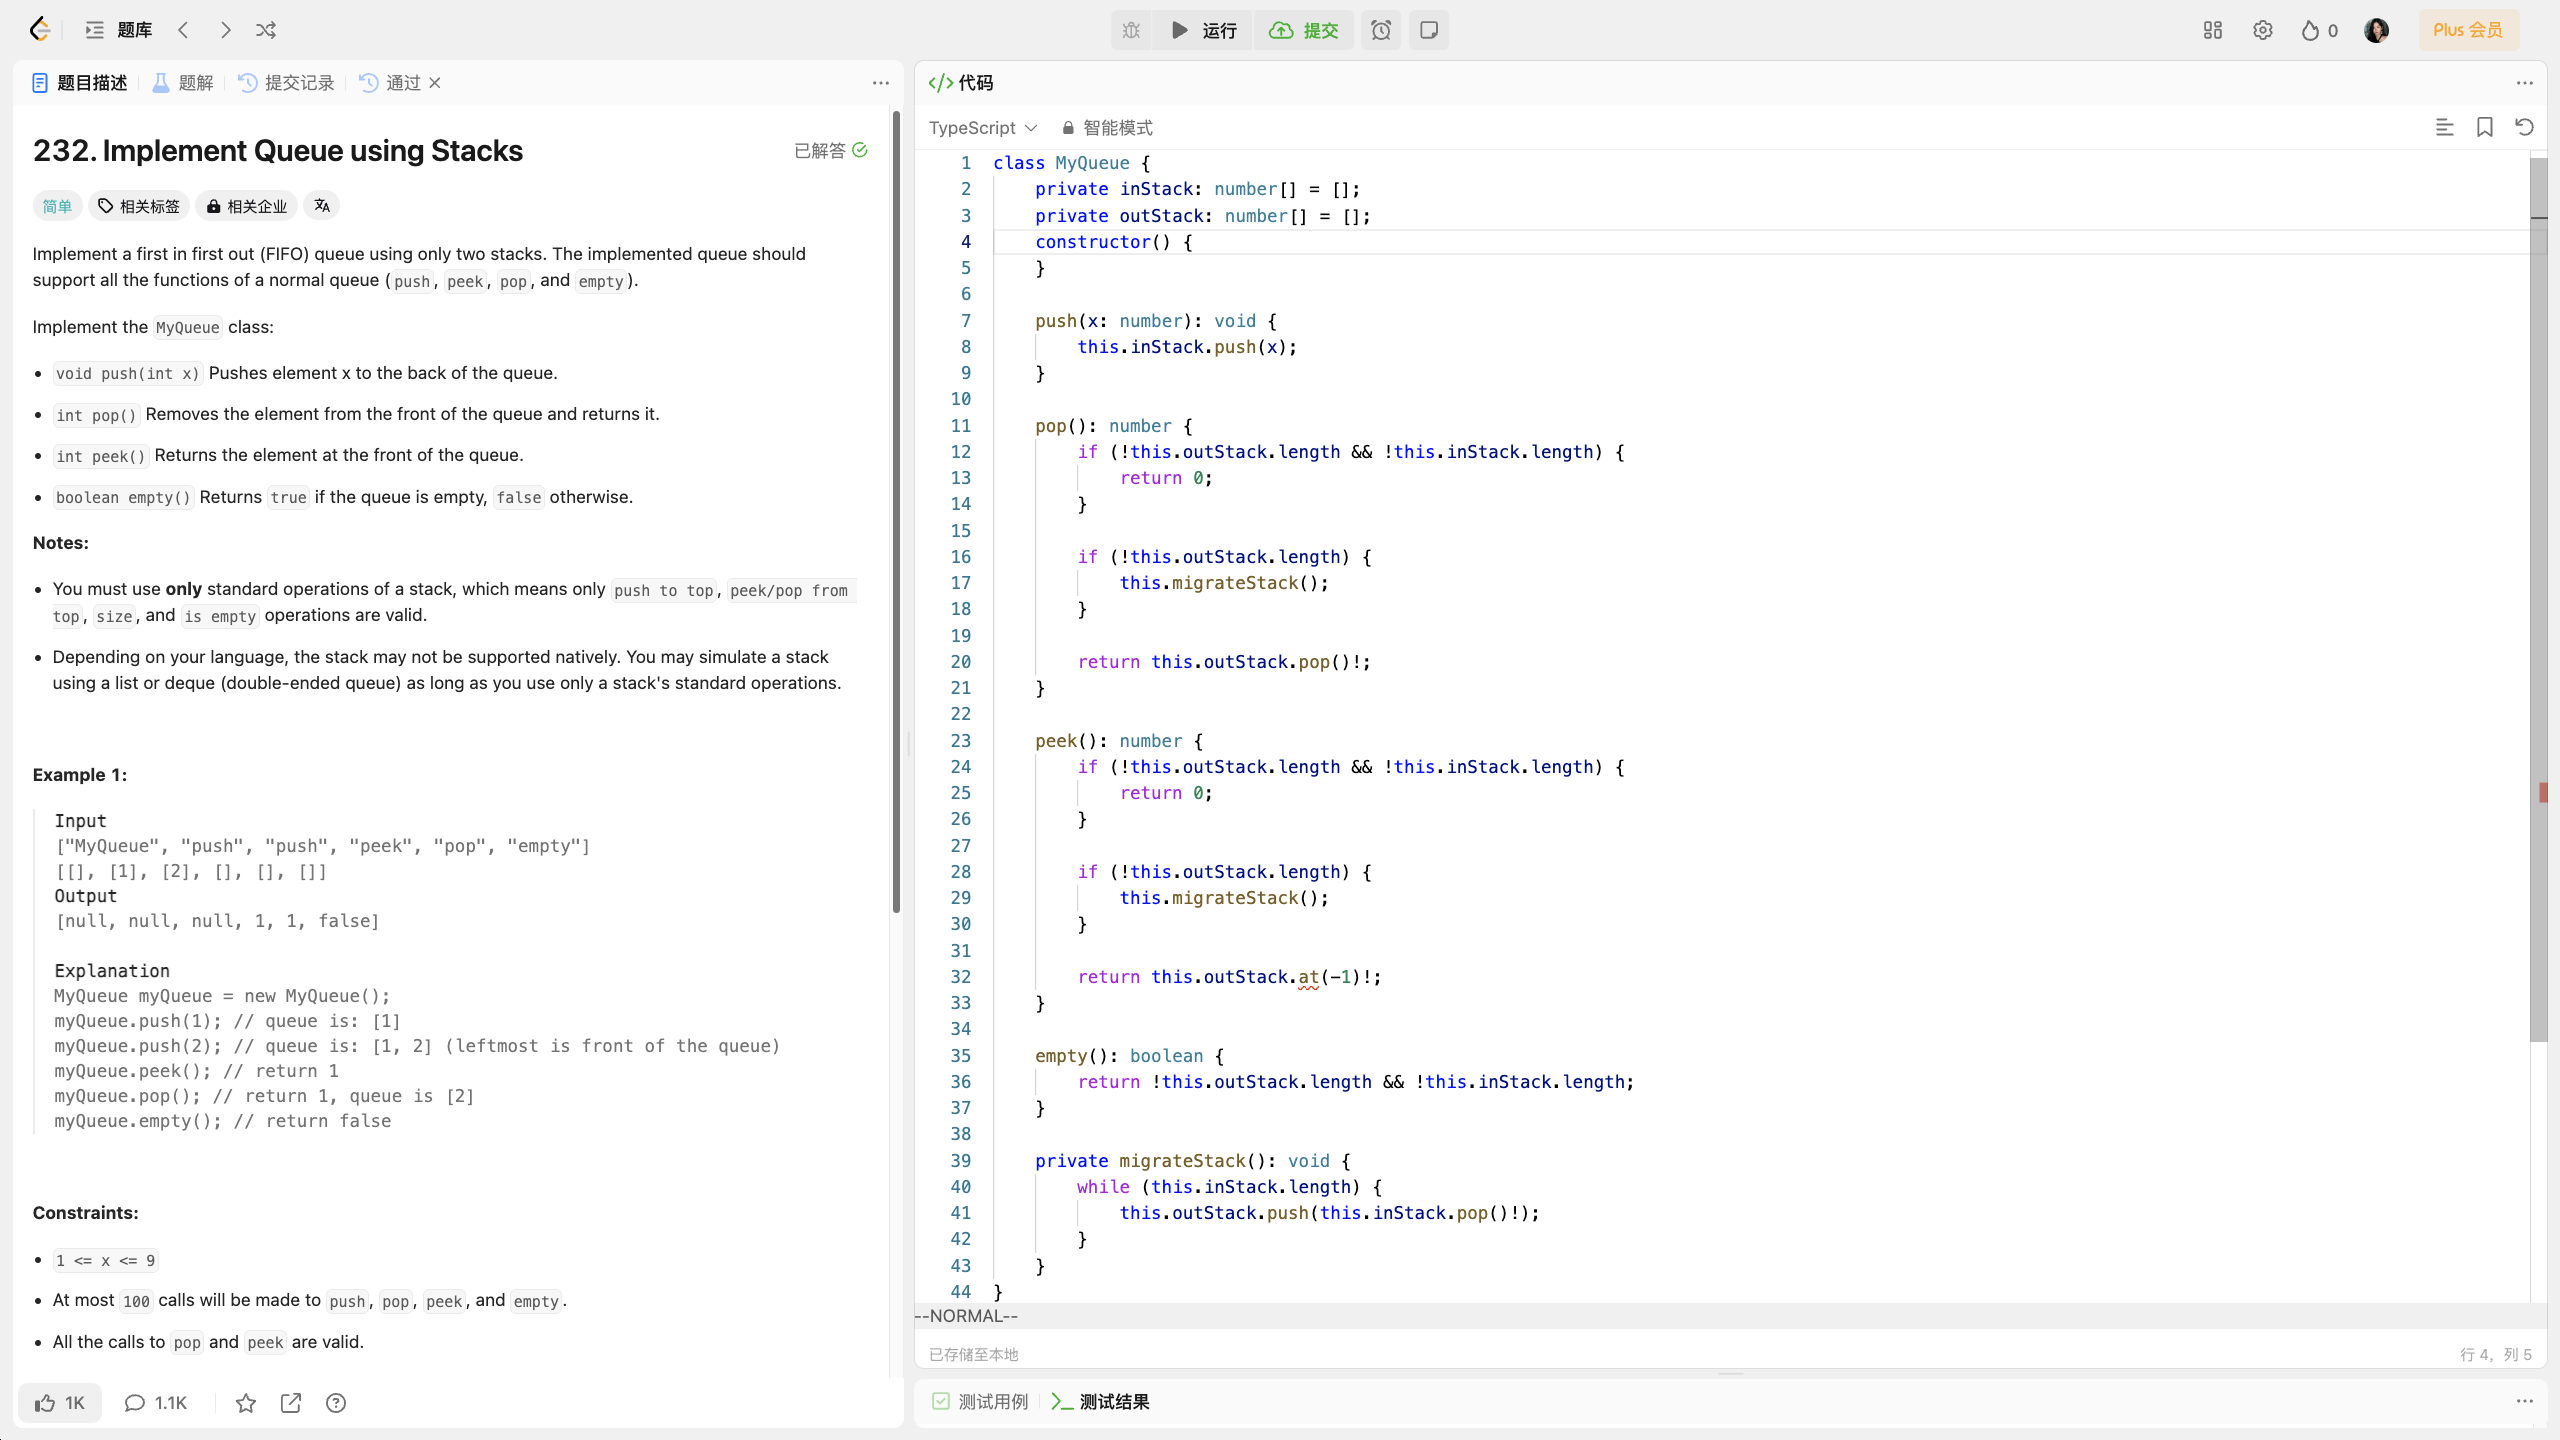 题库
运行
提交
0
Plus 会员
题目描述
题解
提交记录
通过
232. Implement Queue using Stacks
已解答
简单
相关标签
相关企业
Implement a first in first out (FIFO) queue using only two stacks. The implemented queue should
support all the functions of a normal queue (push, peek, pop, and empty).
Implement the MyQueue class:
• void push(int x) Pushes element x to the back of the queue.
• int pop() Removes the element from the front of the queue and returns it.
• int peek() Returns the element at the front of the queue.
• boolean empty() Returns true if the queue is empty, false otherwise.
Notes:
• You must use only standard operations of a stack, which means only push to top, peek/pop from
top, size, and is empty operations are valid.
• Depending on your language, the stack may not be supported natively. You may simulate a stack
using a list or deque (double-ended queue) as long as you use only a stack's standard operations.
Example 1:
Input
["MyQueue", "push", "push", "peek", "pop", "empty"]
[[], [1], [2], [], [], []]
Output
[null, null, null, 1, 1, false]
Explanation
MyQueue myQueue = new MyQueue();
myQueue.push(1); // queue is: [1]
myQueue.push(2); // queue is: [1, 2] (leftmost is front of the queue)
myQueue.peek(); // return 1
myQueue.pop(); // return 1, queue is [2]
myQueue.empty(); // return false
Constraints:
• 1 <= x <= 9
• At most 100 calls will be made to push, pop, peek, and empty.
• All the calls to pop and peek are valid.
1K
1.1K
</> 代码
TypeScript
智能模式
1 class MyQueue {
2     private inStack: number[] = [];
3     private outStack: number[] = [];
4     constructor() {
5     }
6
7     push(x: number): void {
8         this.inStack.push(x);
9     }
10
11     pop(): number {
12         if (!this.outStack.length && !this.inStack.length) {
13             return 0;
14         }
15
16         if (!this.outStack.length) {
17             this.migrateStack();
18         }
19
20         return this.outStack.pop()!;
21     }
22
23     peek(): number {
24         if (!this.outStack.length && !this.inStack.length) {
25             return 0;
26         }
27
28         if (!this.outStack.length) {
29             this.migrateStack();
30         }
31
32         return this.outStack.at(-1)!;
33     }
34
35     empty(): boolean {
36         return !this.outStack.length && !this.inStack.length;
37     }
38
39     private migrateStack(): void {
40         while (this.inStack.length) {
41             this.outStack.push(this.inStack.pop()!);
42         }
43     }
44 }
--NORMAL--
已存储至本地
行 4, 列 5
测试用例
测试结果